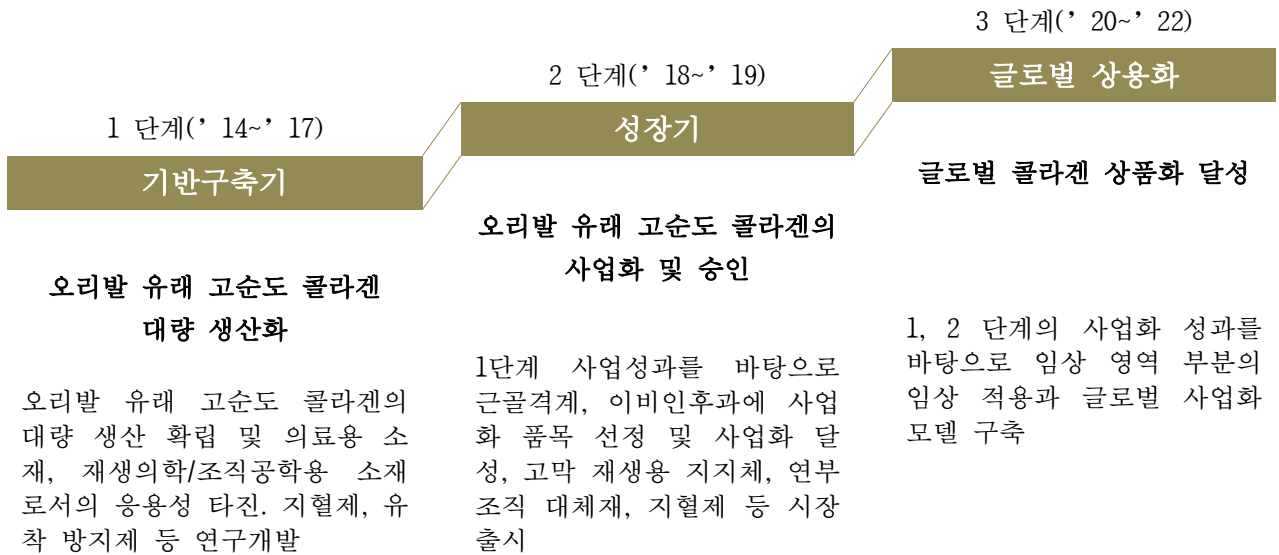 1 단계(’14~’17)
기반구축기
오리발 유래 고순도 콜라겐
대량 생산화
오리발 유래 고순도 콜라겐의
대량 생산 확립 및 의료용 소
재, 재생의학/조직공학용 소재
로서의 응용성 타진. 지혈제, 유
착 방지제 등 연구개발
2 단계(’18~’19)
성장기
오리발 유래 고순도 콜라겐의
사업화 및 승인
1단계 사업성과를 바탕으로
근골격계, 이비인후과에 사업
화 품목 선정 및 사업화 달
성, 고막 재생용 지지체, 연부
조직 대체재, 지혈제 등 시장
출시
3 단계(’20~’22)
글로벌 상용화
글로벌 콜라겐 상품화 달성
1, 2 단계의 사업화 성과를
바탕으로 임상 영역 부분의
임상 적용과 글로벌 사업화
모델 구축